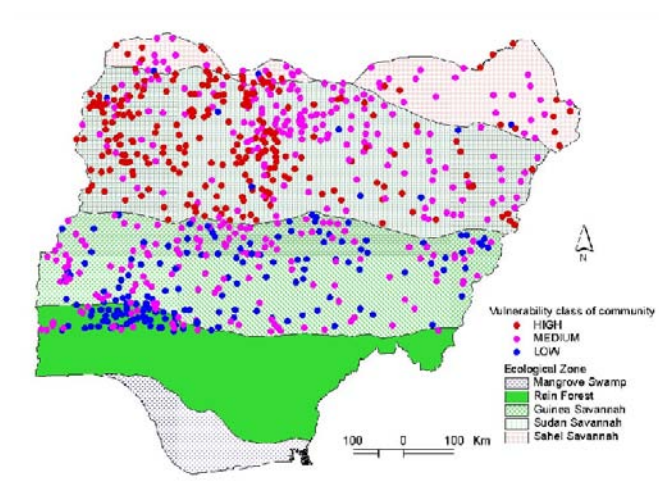 N
Vulnerability class of community
HIGH
MEDIUM
LOW
Ecological Zone
Mangrove Swamp
Rain Forest
Guinea Savannah
Sudan Savannah
Sahel Savannah
100 0 100 Km